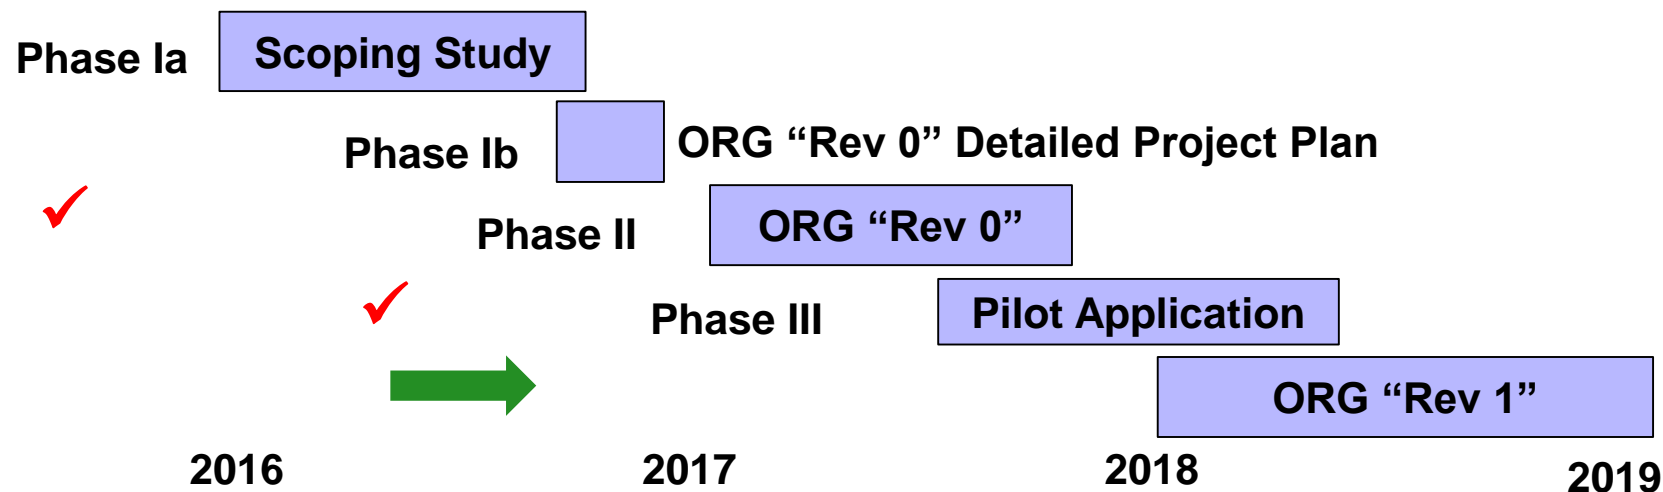 Phase Ia
Scoping Study
Phase Ib
ORG “Rev 0” Detailed Project Plan
Phase II
ORG “Rev 0”
Phase III
Pilot Application
ORG “Rev 1”
2016
2017
2018
2019